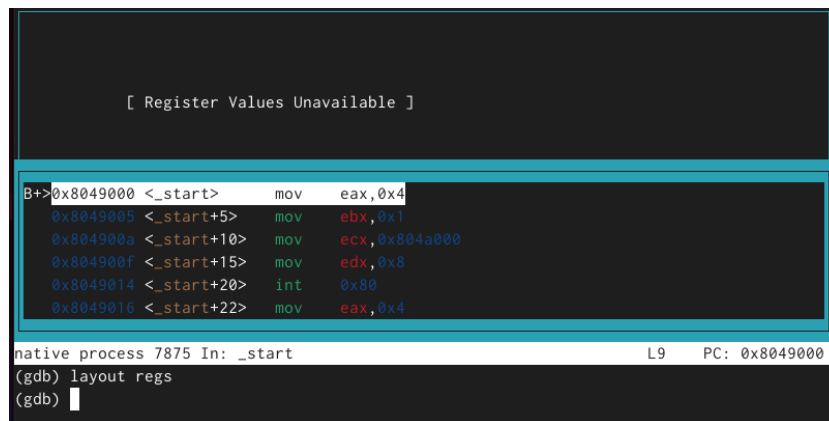 [ Register Values Unavailable ]
B+>0x8049000 <_start> mov eax,0x4
0x8049005 <_start+5> mov ebx,0x1
0x804900a <_start+10> mov ecx,0x804a000
0x804900f <_start+15> mov edx,0x8
0x8049014 <_start+20> int 0x80
0x8049016 <_start+22> mov eax,0x4
native process 7875 In: _start L9 PC: 0x8049000
(gdb) layout regs
(gdb)